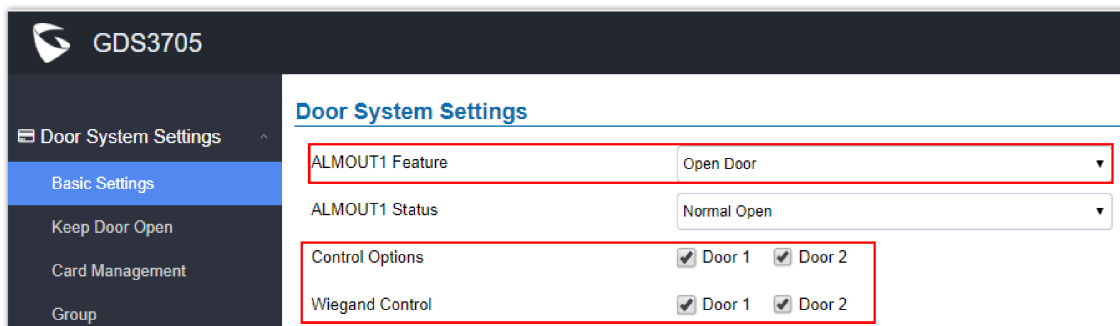 GDS3705
Door System Settings
Basic Settings
Keep Door Open
Card Management
Group
Door System Settings
ALMOUT1 Feature Open Door
ALMOUT1 Status Normal Open
Control Options Door 1 Door 2
Wiegand Control Door 1 Door 2